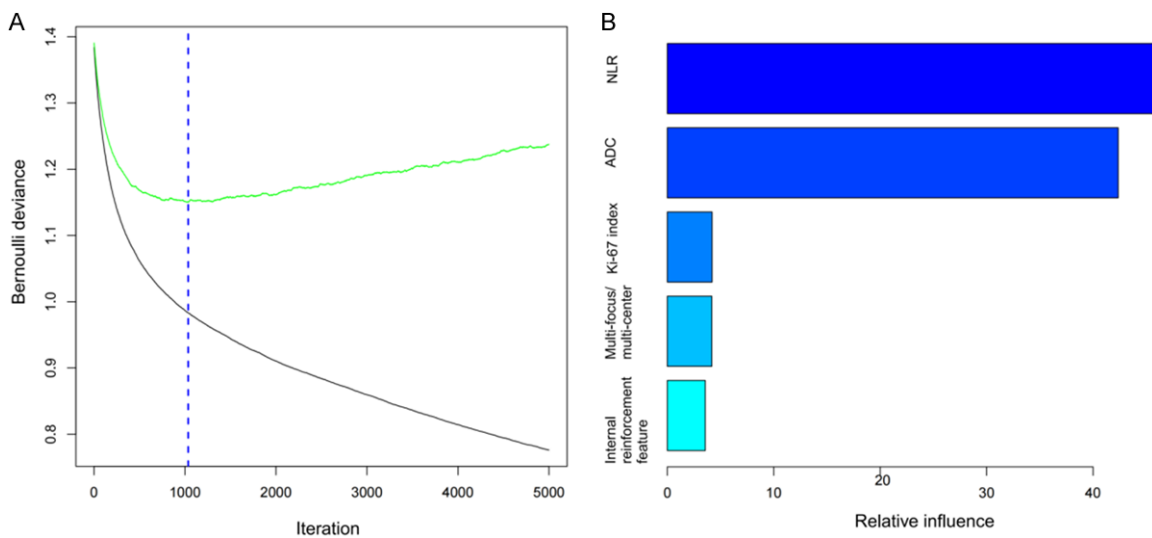 A
1.4
1.3
1.2
1.1
1.0
0.9
0.8
Bernoulli deviance
0
1000
2000
3000
4000
5000
Iteration
B
NLR
ADC
Ki-67 index
Multi-focus/
multi-center
Internal
reinforcement
feature
0
10
20
30
40
Relative influence